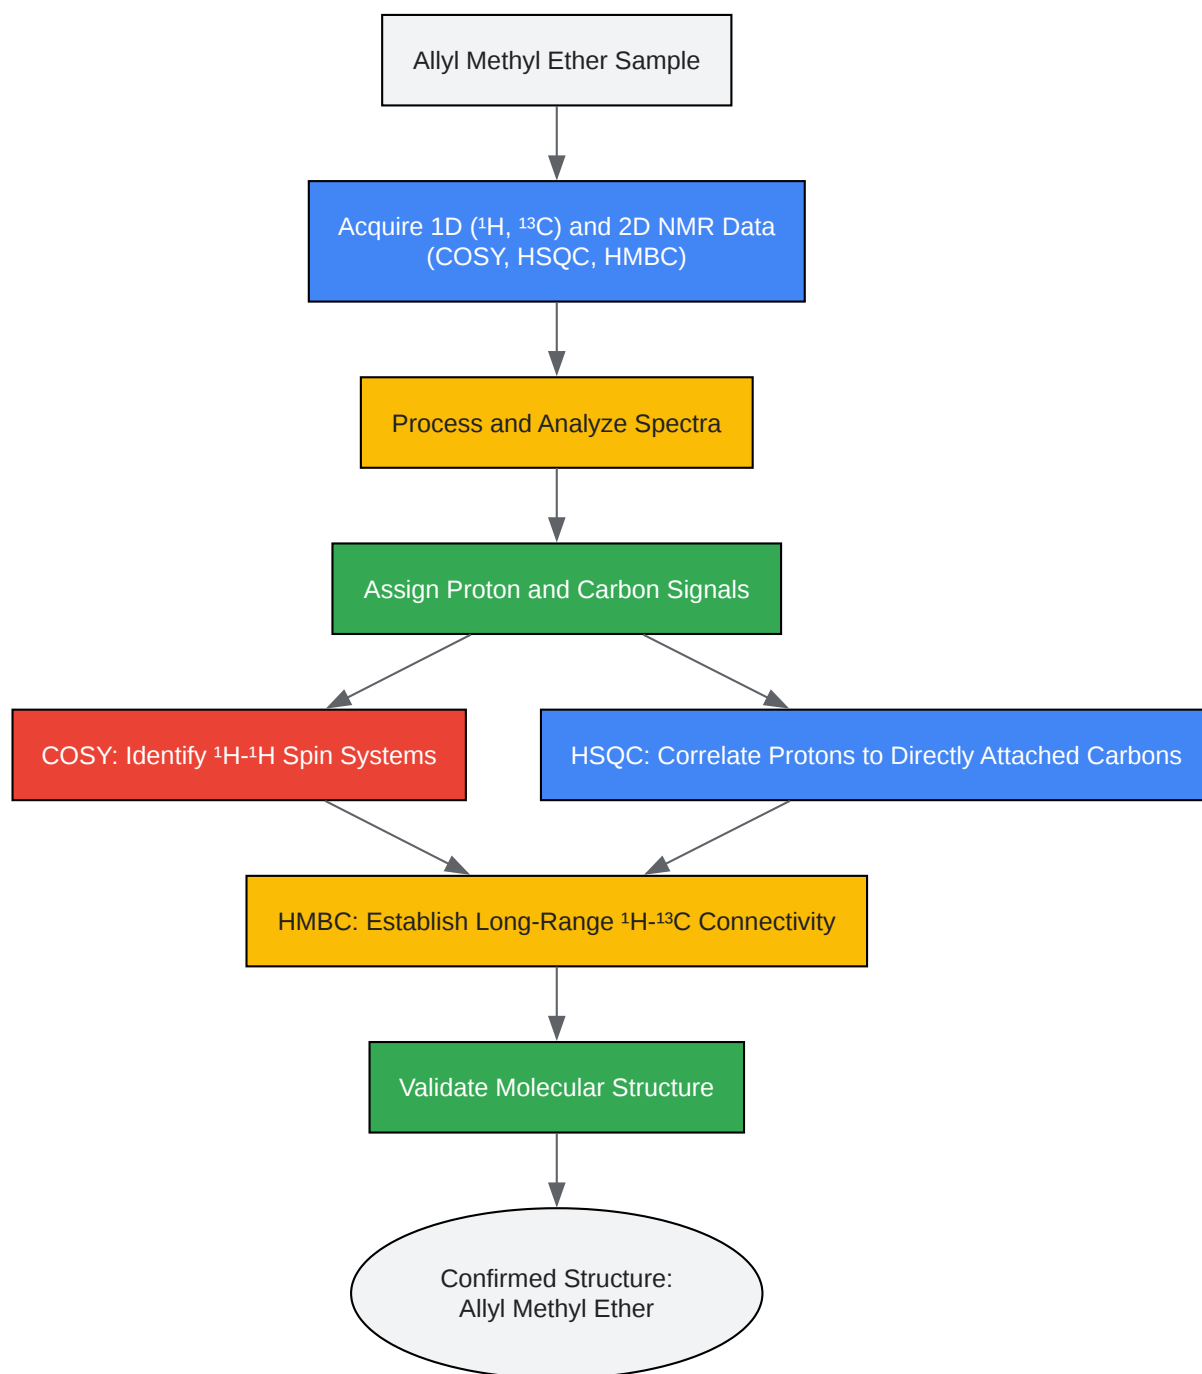 Allyl Methyl Ether Sample
Acquire 1D (¹H, ¹³C) and 2D NMR Data
(COSY, HSQC, HMBC)
Process and Analyze Spectra
Assign Proton and Carbon Signals
COSY: Identify ¹H-¹H Spin Systems
HSQC: Correlate Protons to Directly Attached Carbons
HMBC: Establish Long-Range ¹H-¹³C Connectivity
Validate Molecular Structure
Confirmed Structure:
Allyl Methyl Ether